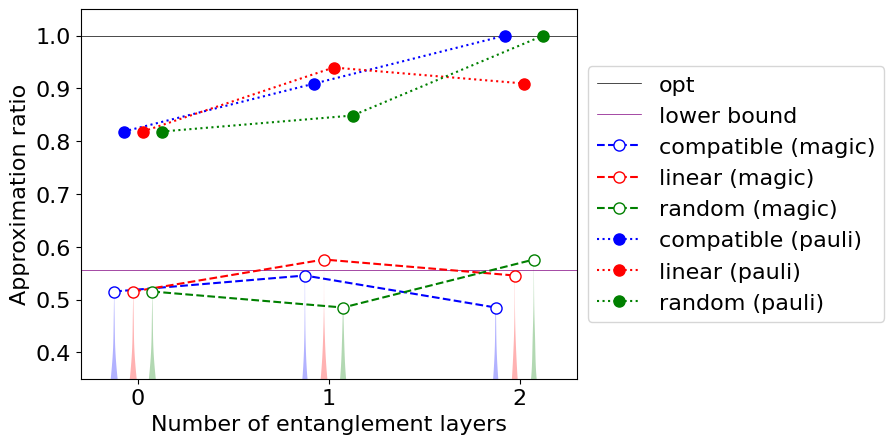 1.0
0.9
0.8
0.7
0.6
0.5
0.4
Approximation ratio
0 1 2
Number of entanglement layers
opt
lower bound
compatible (magic)
linear (magic)
random (magic)
compatible (pauli)
linear (pauli)
random (pauli)